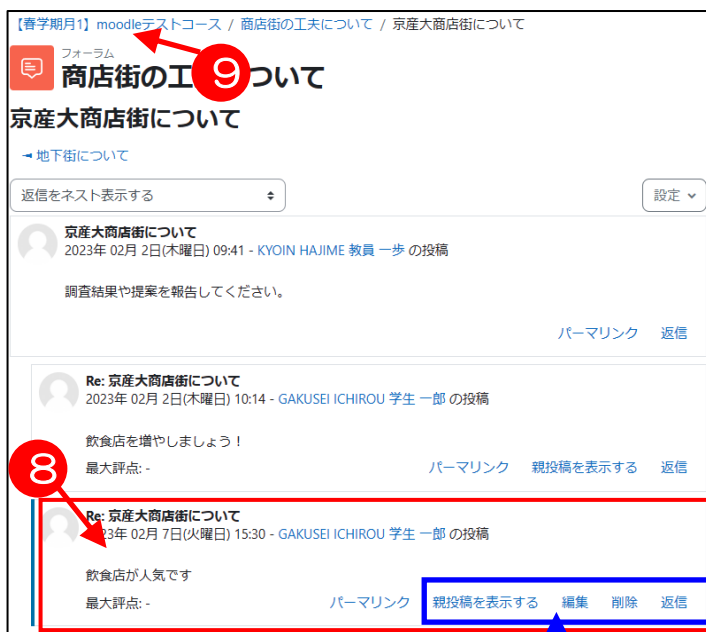 【春学期月1】moodleテストコース / 商店街の工夫について / 京産大商店街について
フォーラム
商店街の工 ついて
9
京産大商店街について
◄ 地下街について
返信をネスト表示する
設定
京産大商店街について
2023年 02月 2日(木曜日) 09:41 - KYOIN HAJIME 教員 一歩 の投稿
調査結果や提案を報告してください。
パーマリンク 返信
Re: 京産大商店街について
2023年 02月 2日(木曜日) 10:14 - GAKUSEI ICHIROU 学生 一郎 の投稿
飲食店を増やしましょう！
8
最大評点: -
パーマリンク 親投稿を表示する 返信
Re: 京産大商店街について
2023年 02月 7日(火曜日) 15:30 - GAKUSEI ICHIROU 学生 一郎 の投稿
飲食店が人気です
最大評点: -
パーマリンク 親投稿を表示する 編集 削除 返信